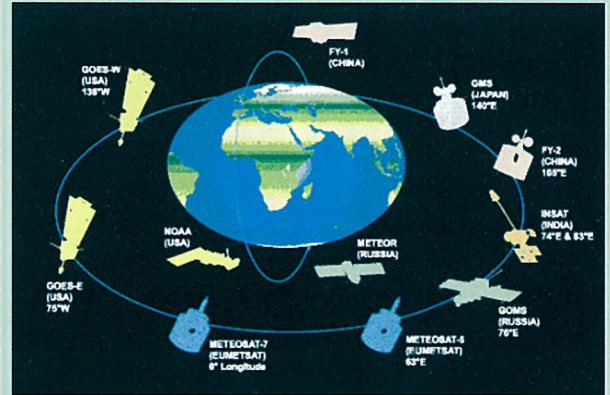 FY-1
(CHINA)
GOES-W
(USA)
135°W
GMS
(JAPAN)
140°E
FY-2
(CHINA)
105°E
INSAT
(INDIA)
74°E & 83°E
NOAA
(USA)
METEOR
(RUSSIA)
GOES-E
(USA)
75°W
GOMS
(RUSSIA)
76°E
METEOSAT-7
(EUMETSAT)
0° Longitude
METEOSAT-5
(EUMETSAT)
63°E